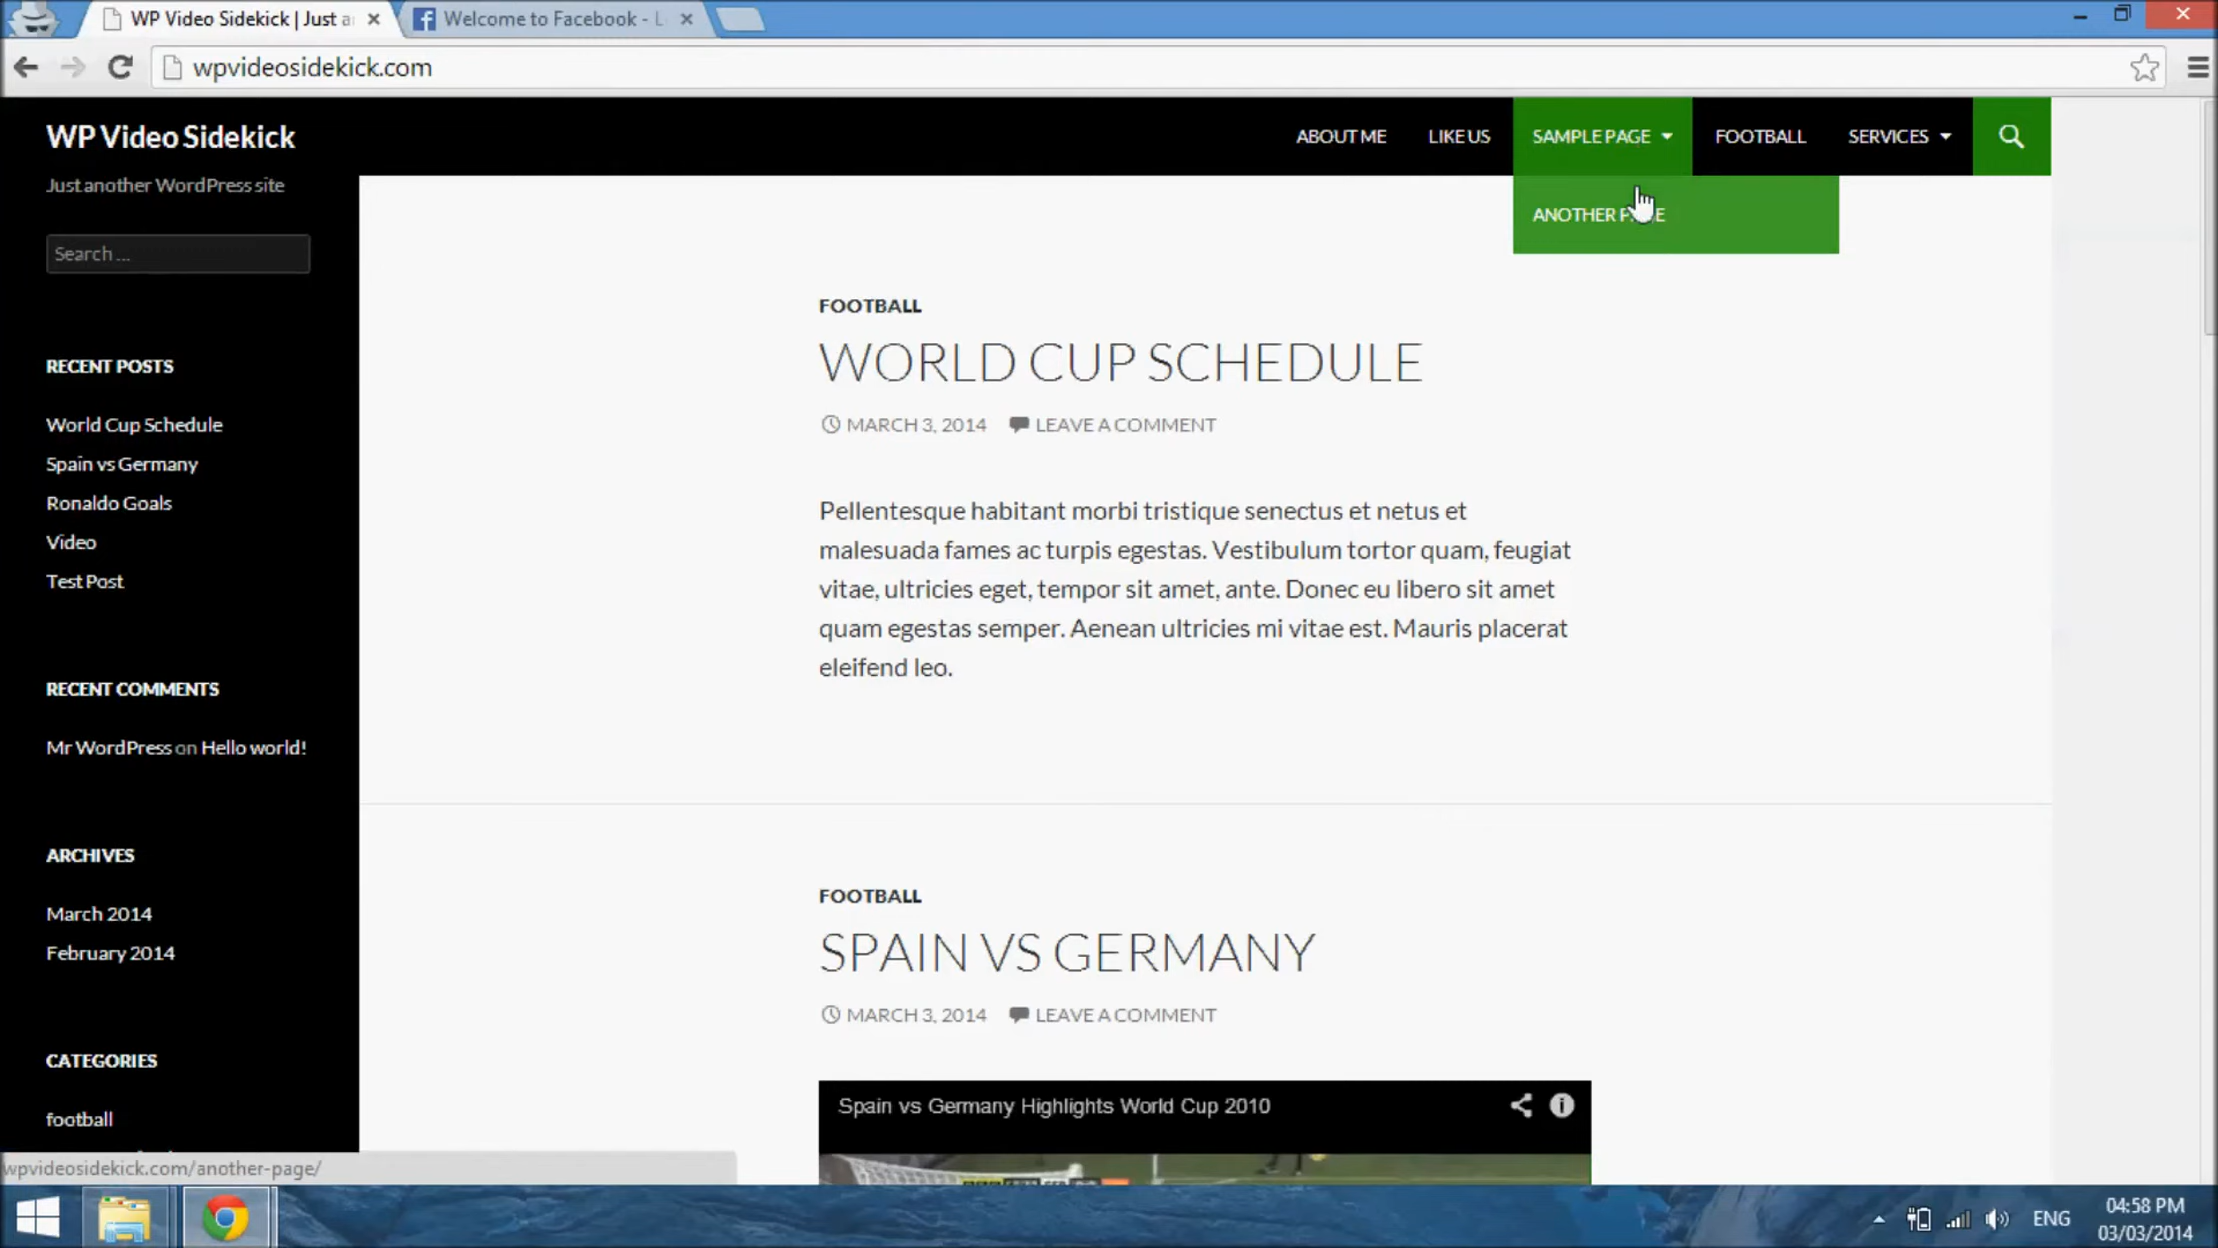 WP Video Sidekick | Just a
Welcome to Facebook - L
wpvideosidekick.com
WP Video Sidekick
ABOUT ME
LIKE US
SAMPLE PAGE
FOOTBALL
SERVICES
Just another WordPress site
ANOTHER
Search ...
FOOTBALL
WORLD CUP SCHEDULE
MARCH 3, 2014 LEAVE A COMMENT
Pellentesque habitant morbi tristique senectus et netus et
malesuada fames ac turpis egestas. Vestibulum tortor quam, feugiat
vitae, ultricies eget, tempor sit amet, ante. Donec eu libero sit amet
quam egestas semper. Aenean ultricies mi vitae est. Mauris placerat
eleifend leo.
RECENT POSTS
World Cup Schedule
Spain vs Germany
Ronaldo Goals
Video
Test Post
RECENT COMMENTS
Mr WordPress on Hello world!
ARCHIVES
March 2014
February 2014
CATEGORIES
football
FOOTBALL
SPAIN VS GERMANY
MARCH 3, 2014 LEAVE A COMMENT
Spain vs Germany Highlights World Cup 2010
wpvideosidekick.com/another-page/
ENG
04:58 PM
03/03/2014